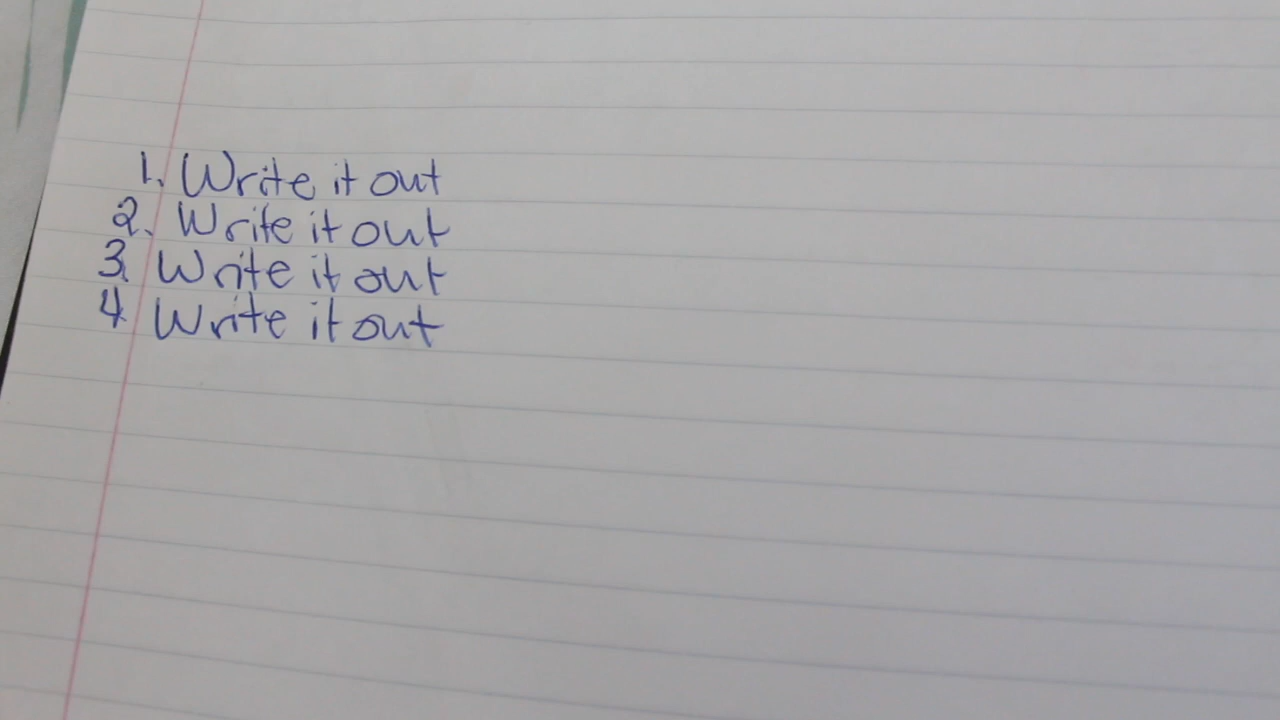 1. Write it out
2. Write it out
3. Write it out
4. Write it out